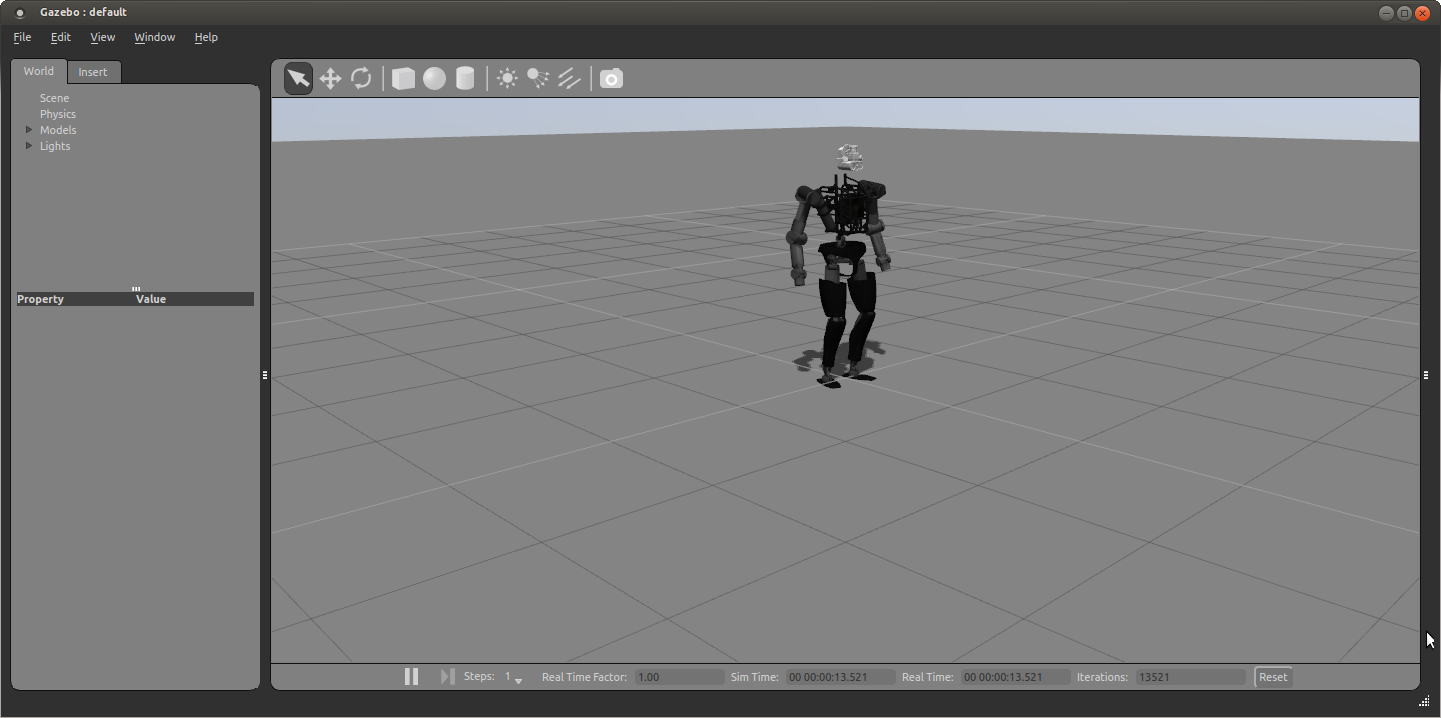 Gazebo : default
File Edit View Window Help
World Insert
Scene
Physics
Models
Lights
Property Value
Steps: 1 Real Time Factor: 1.00 Sim Time: 00 00:00:13.521 Real Time: 00 00:00:13.521 Iterations: 13521 Reset